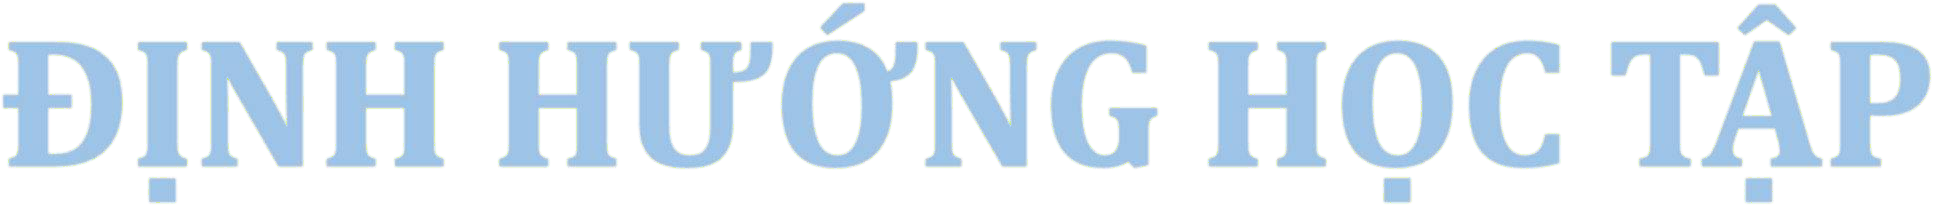 ĐỊNH HƯỚNG HỌC TẬP